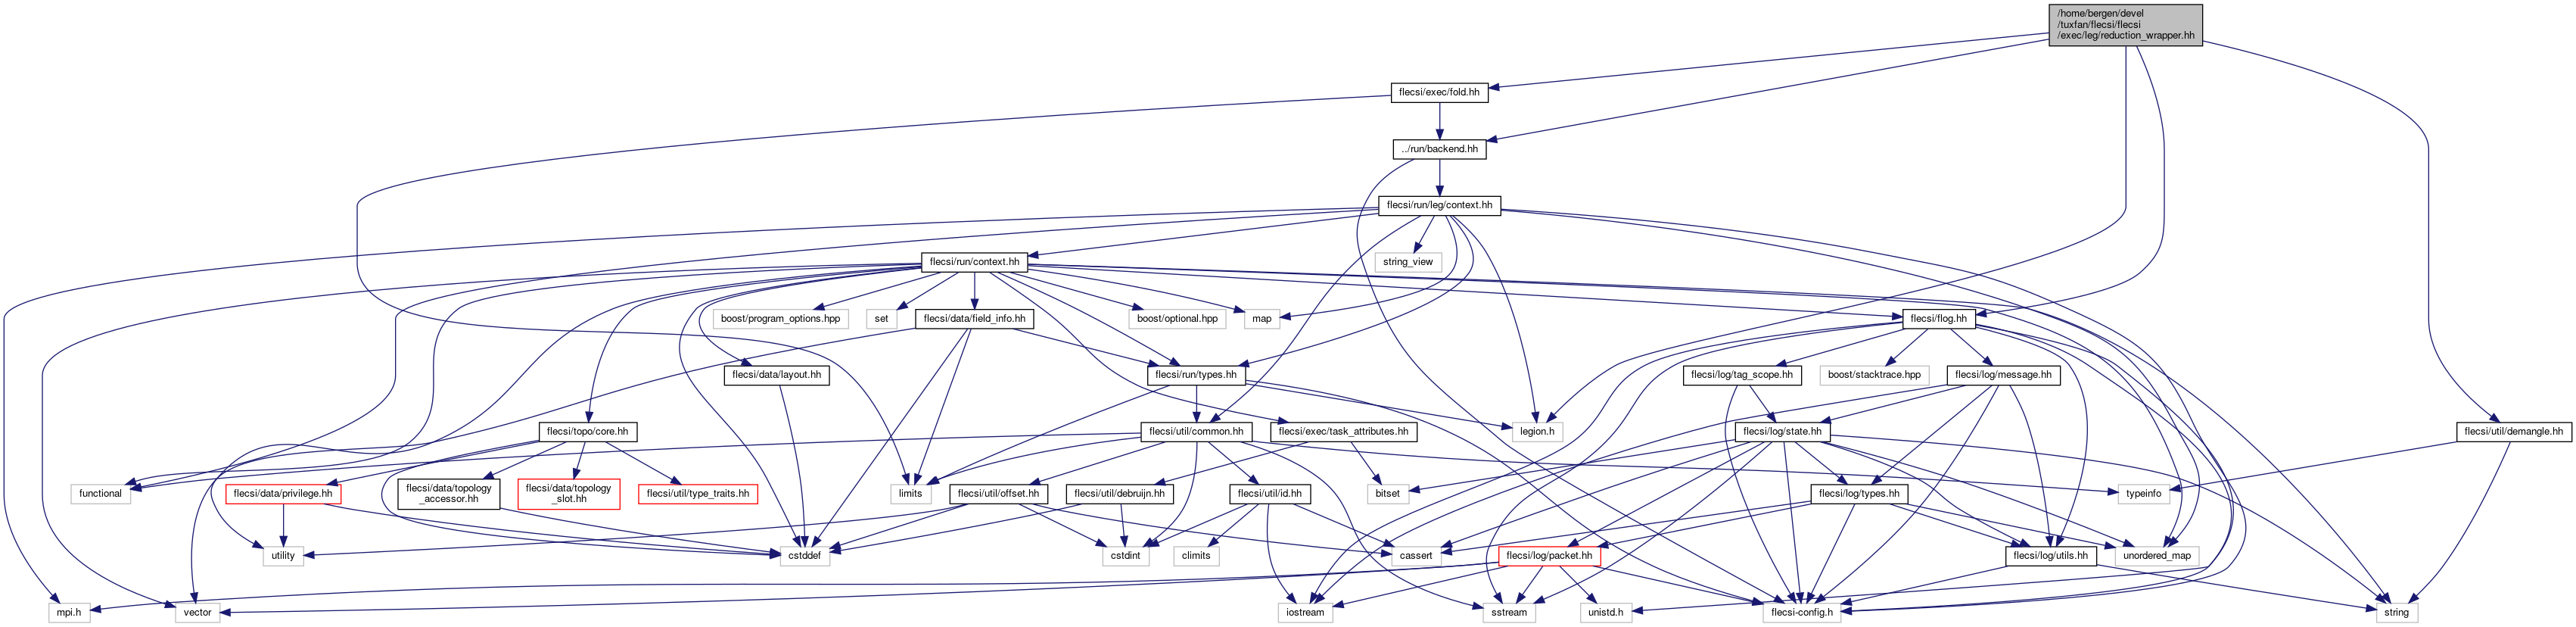 /home/bergen/devel
/tuxfan/flecsi/flecsi
/exec/leg/reduction_wrapper.hh
flecsi/exec/fold.hh
../run/backend.hh
flecsi/run/leg/context.hh
flecsi/run/context.hh
string_view
boost/program_options.hpp
set
flecsi/data/field_info.hh
boost/optional.hpp
map
flecsi/flog.hh
flecsi/data/layout.hh
flecsi/run/types.hh
flecsi/log/tag_scope.hh
boost/stacktrace.hpp
flecsi/log/message.hh
flecsi/topo/core.hh
flecsi/util/common.hh
flecsi/exec/task_attributes.hh
legion.h
flecsi/log/state.hh
flecsi/util/demangle.hh
functional
flecsi/data/privilege.hh
flecsi/data/topology
_accessor.hh
flecsi/data/topology
_slot.hh
flecsi/util/type_traits.hh
limits
flecsi/util/offset.hh
flecsi/util/debruijn.hh
flecsi/util/id.hh
bitset
flecsi/log/types.hh
typeinfo
utility
cstddef
cstdint
climits
cassert
flecsi/log/packet.hh
flecsi/log/utils.hh
unordered_map
mpi.h
vector
iostream
sstream
unistd.h
flecsi-config.h
string